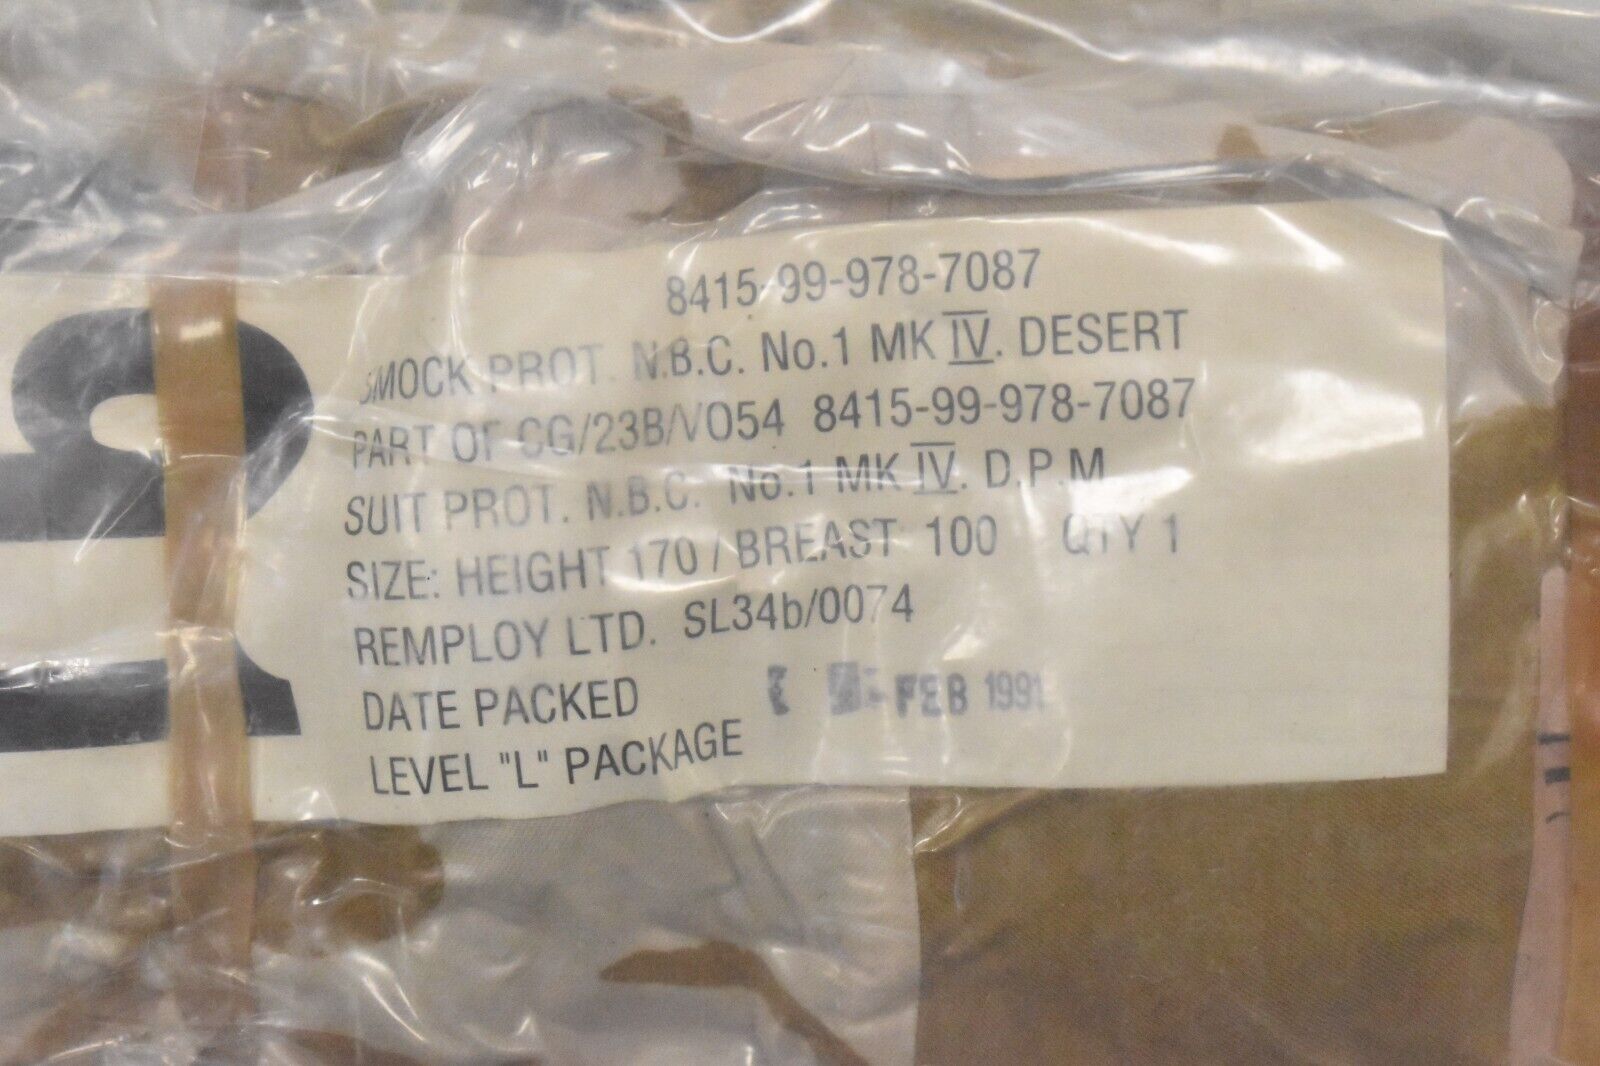 8415-99-978-7087
SMOCK PROT. N.B.C. No.1 MK IV. DESERT
PART OF CG/23B/VO54 8415-99-978-7087
SUIT PROT. N.B.C. No.1 MK IV. D.P.M
SIZE: HEIGHT 170 / BREAST 100 QTY 1
REMPLOY LTD. SL34b/0074
DATE PACKED FEB 1991
LEVEL "L" PACKAGE